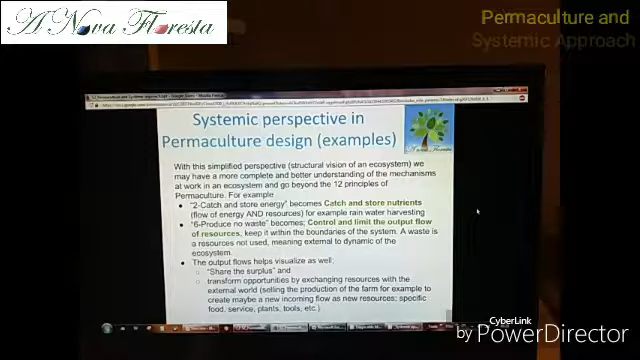 A Nova Floresta
Permaculture and
Systemic Approach
Systemic perspective in
Permaculture design (examples)
With this simplified perspective (structural vision of an ecosystem) we
may have a more complete and better understanding of the mechanisms
at work in an ecosystem and go beyond the 12 principles of
Permaculture. For example
● "2-Catch and store energy" becomes Catch and store nutrients
(flow of energy AND resources) for example rain water harvesting
● "6-Produce no waste" becomes; Control and limit the output flow
of resources, keep it within the boundaries of the system. A waste is
a resources not used, meaning external to dynamic of the
ecosystem.
● The output flows helps visualize as well;
○ "Share the surplus" and
○ transform opportunities by exchanging resources with the
external world (selling the production of the farm for example to
create maybe a new incoming flow as new resources; specific
food, service, plants, tools, etc.)
CyberLink
by PowerDirector